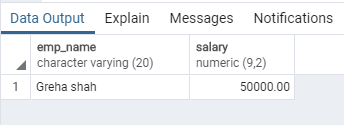 Data Output Explain Messages Notifications
emp_name salary
character varying (20) numeric (9,2)
1 Greha shah 50000.00